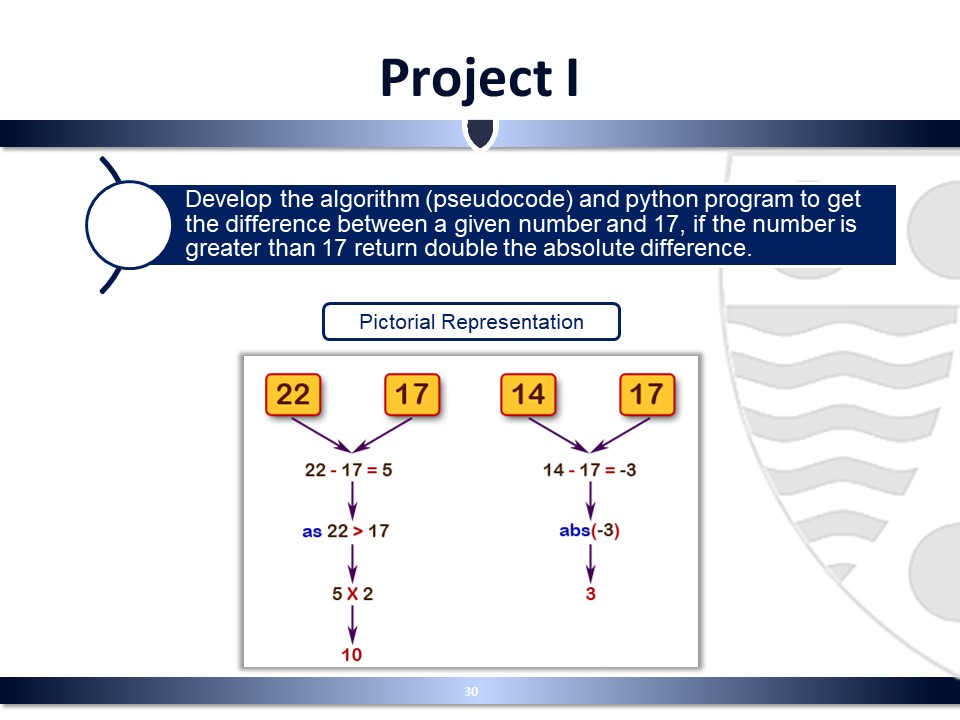 Project I
Develop the algorithm (pseudocode) and python program to get
the difference between a given number and 17, if the number is
greater than 17 return double the absolute difference.
Pictorial Representation
22 17 14 17
22 - 17 = 5 14 - 17 = -3
as 22 > 17 abs(-3)
5 X 2 3
10
30